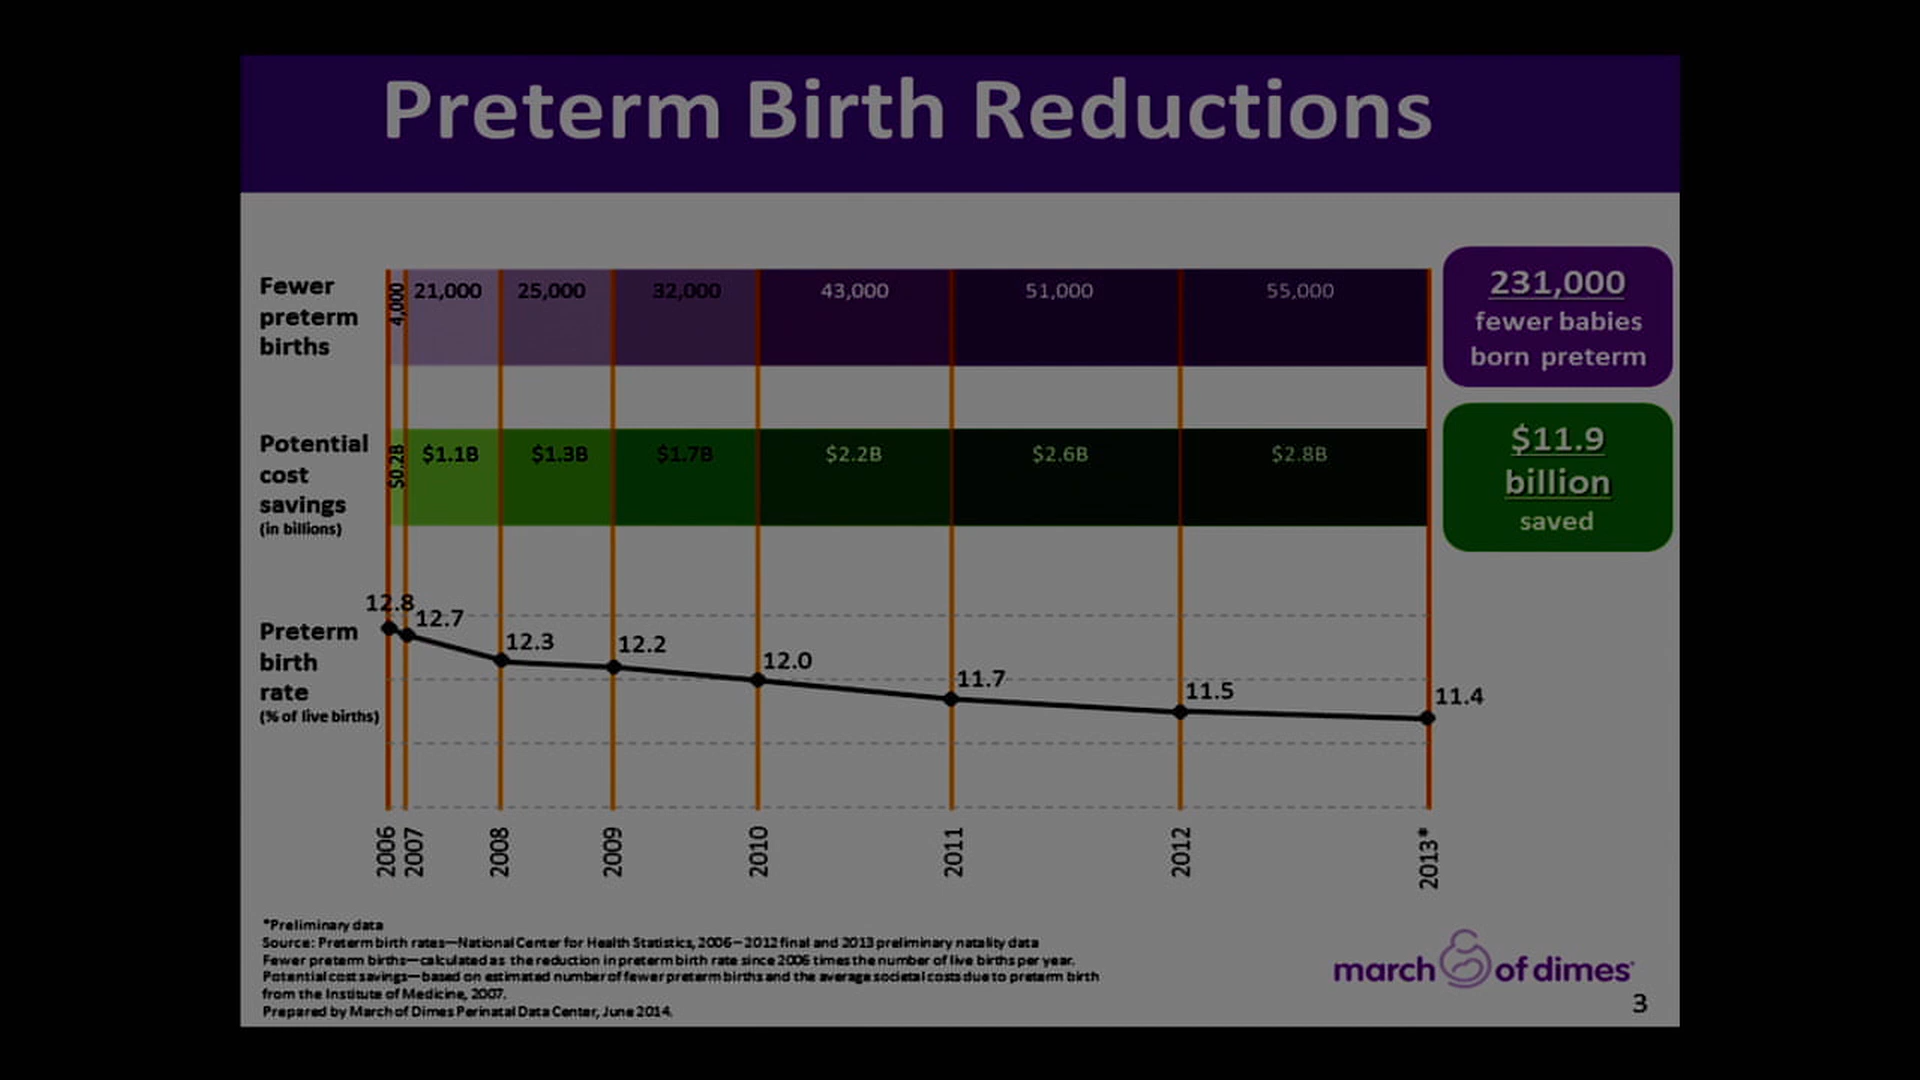 Preterm Birth Reductions
Fewer
preterm
births
4,000
21,000
25,000
32,000
43,000
51,000
55,000
231,000
fewer babies
born preterm
Potential
cost
savings
(in billions)
$0.2B
$1.1B
$1.3B
$1.7B
$2.2B
$2.6B
$2.8B
$11.9
billion
saved
Preterm
birth
rate
(% of live births)
12.8
12.7
12.3
12.2
12.0
11.7
11.5
11.4
2006
2007
2008
2009
2010
2011
2012
2013*
*Preliminary data
Source: Preterm birth rates—National Center for Health Statistics, 2006–2012 final and 2013 preliminary natality data
Fewer preterm births—calculated as the reduction in preterm birth rate since 2006 times the number of live births per year.
Potential cost savings—based on estimated number of fewer preterm births and the average societal costs due to preterm birth
from the Institute of Medicine, 2007.
Prepared by March of Dimes Perinatal Data Center, June 2014.
march of dimes
3